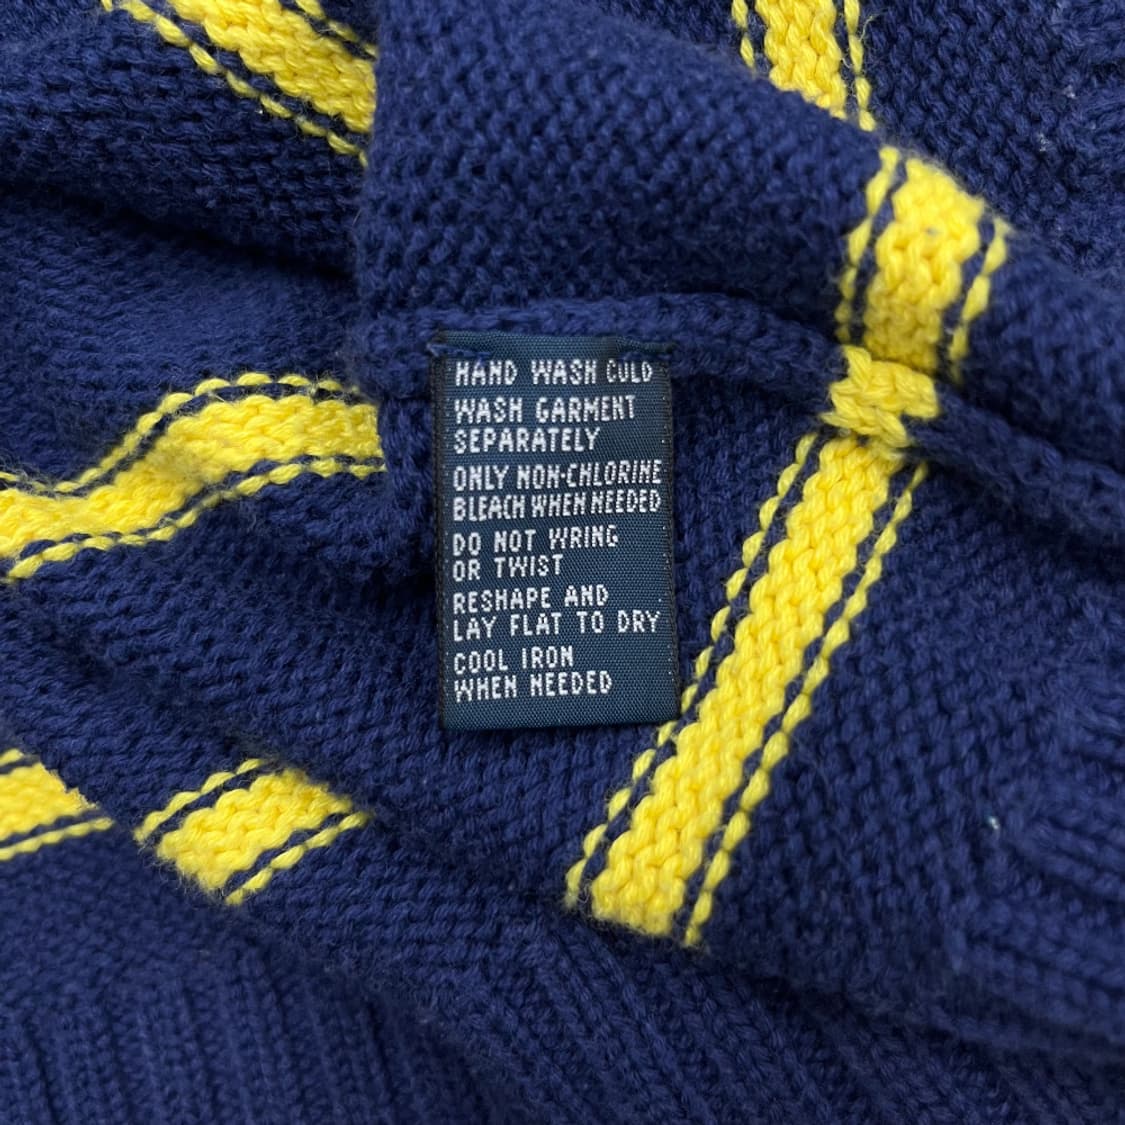 HAND WASH COLD
WASH GARMENT
SEPARATELY
ONLY NON-CHLORINE
BLEACH WHEN NEEDED
DO NOT WRING
OR TWIST
RESHAPE AND
LAY FLAT TO DRY
COOL IRON
WHEN NEEDED